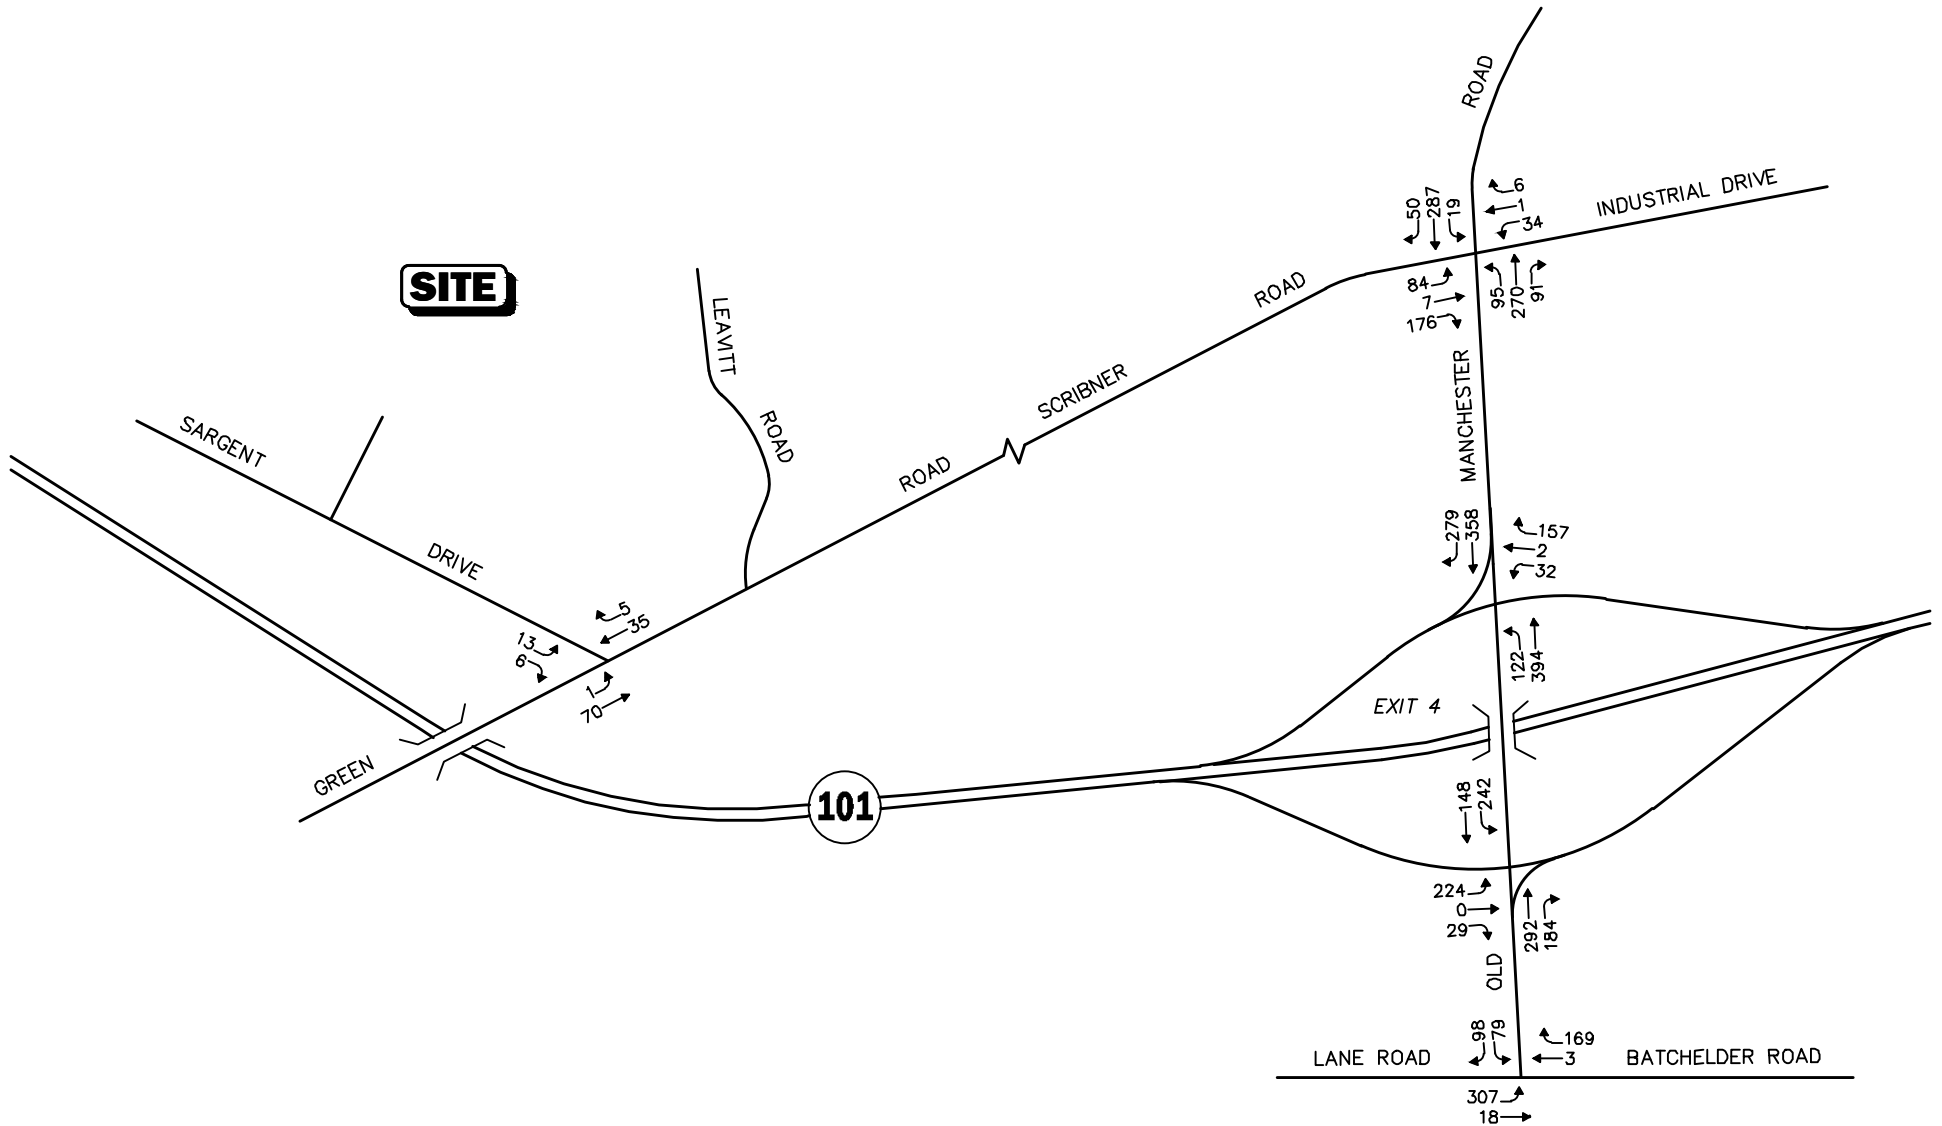 ROAD
50
287
19
6
1
34
INDUSTRIAL DRIVE
SITE
LEAVITT
ROAD
ROAD
84
7
176
95
270
91
SCRIBNER
MANCHESTER
SARGENT
ROAD
DRIVE
279
358
157
2
32
5
35
13
6
1
70
122
394
EXIT 4
GREEN
101
148
242
224
0
29
292
184
OLD
98
79
169
3
LANE ROAD
BATCHELDER ROAD
307
18